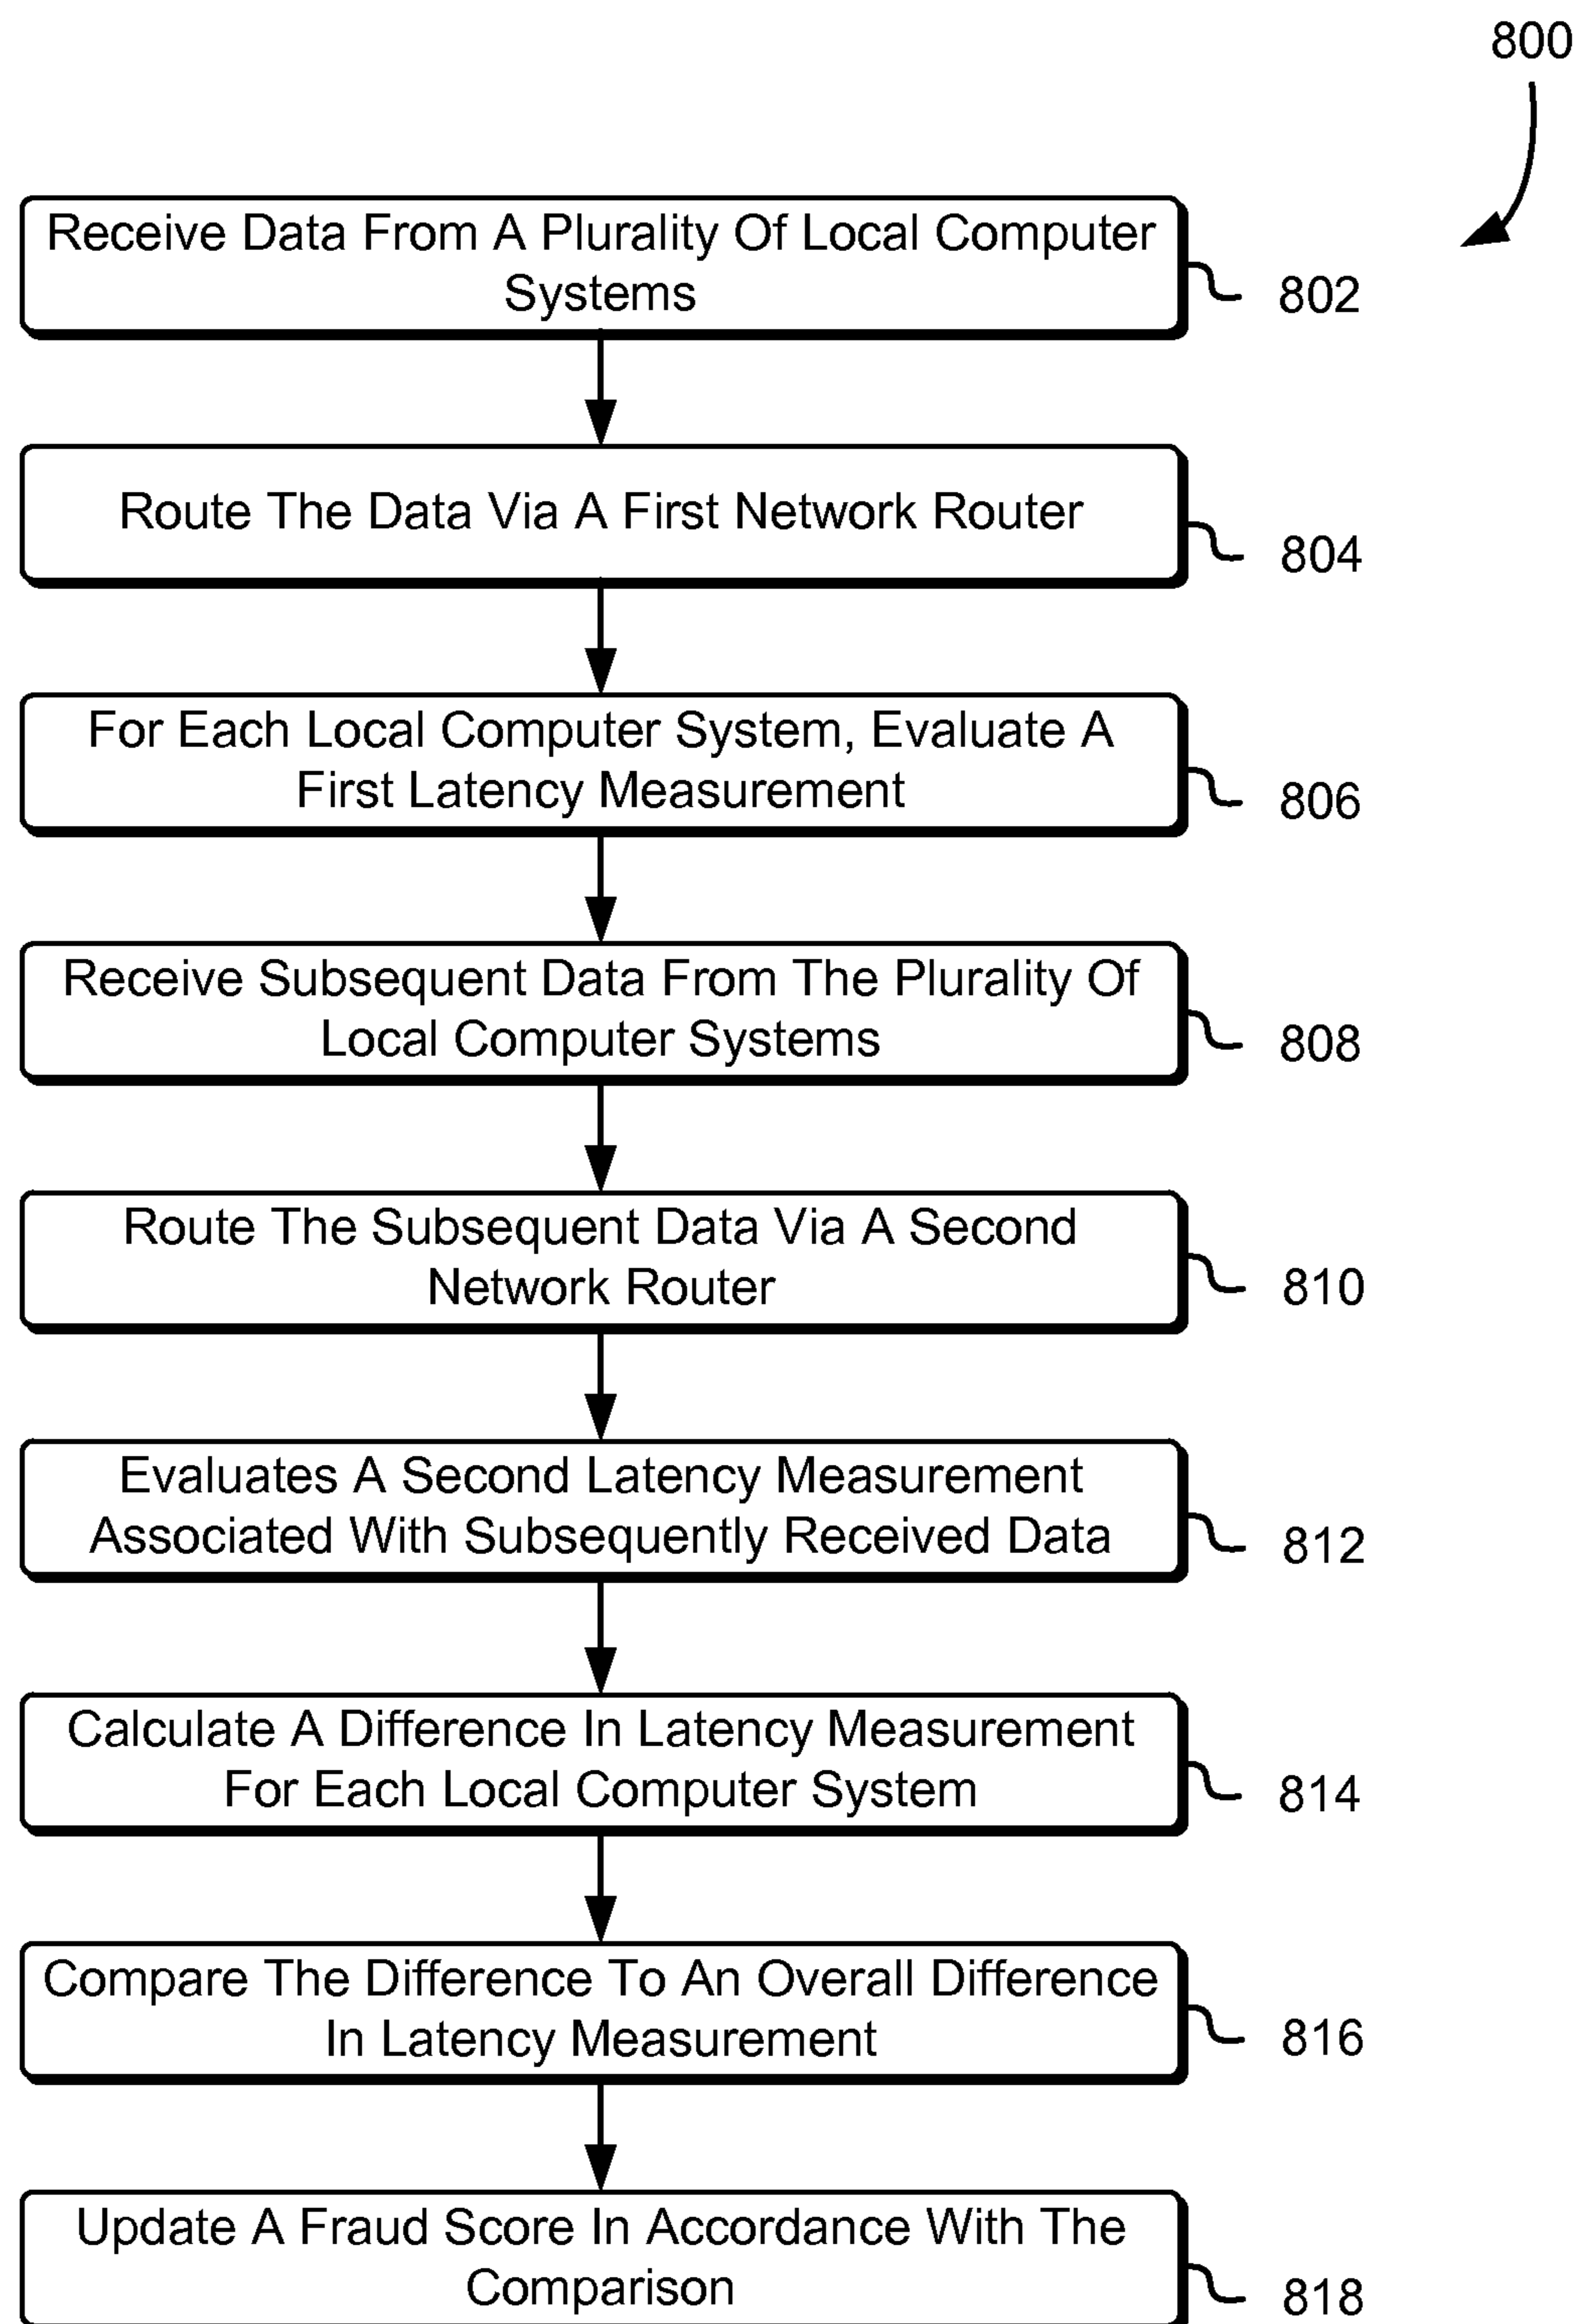 800
Receive Data From A Plurality Of Local Computer
Systems
802
Route The Data Via A First Network Router
804
For Each Local Computer System, Evaluate A
First Latency Measurement
806
Receive Subsequent Data From The Plurality Of
Local Computer Systems
808
Route The Subsequent Data Via A Second
Network Router
810
Evaluates A Second Latency Measurement
Associated With Subsequently Received Data
812
Calculate A Difference In Latency Measurement
For Each Local Computer System
814
Compare The Difference To An Overall Difference
In Latency Measurement
816
Update A Fraud Score In Accordance With The
Comparison
818